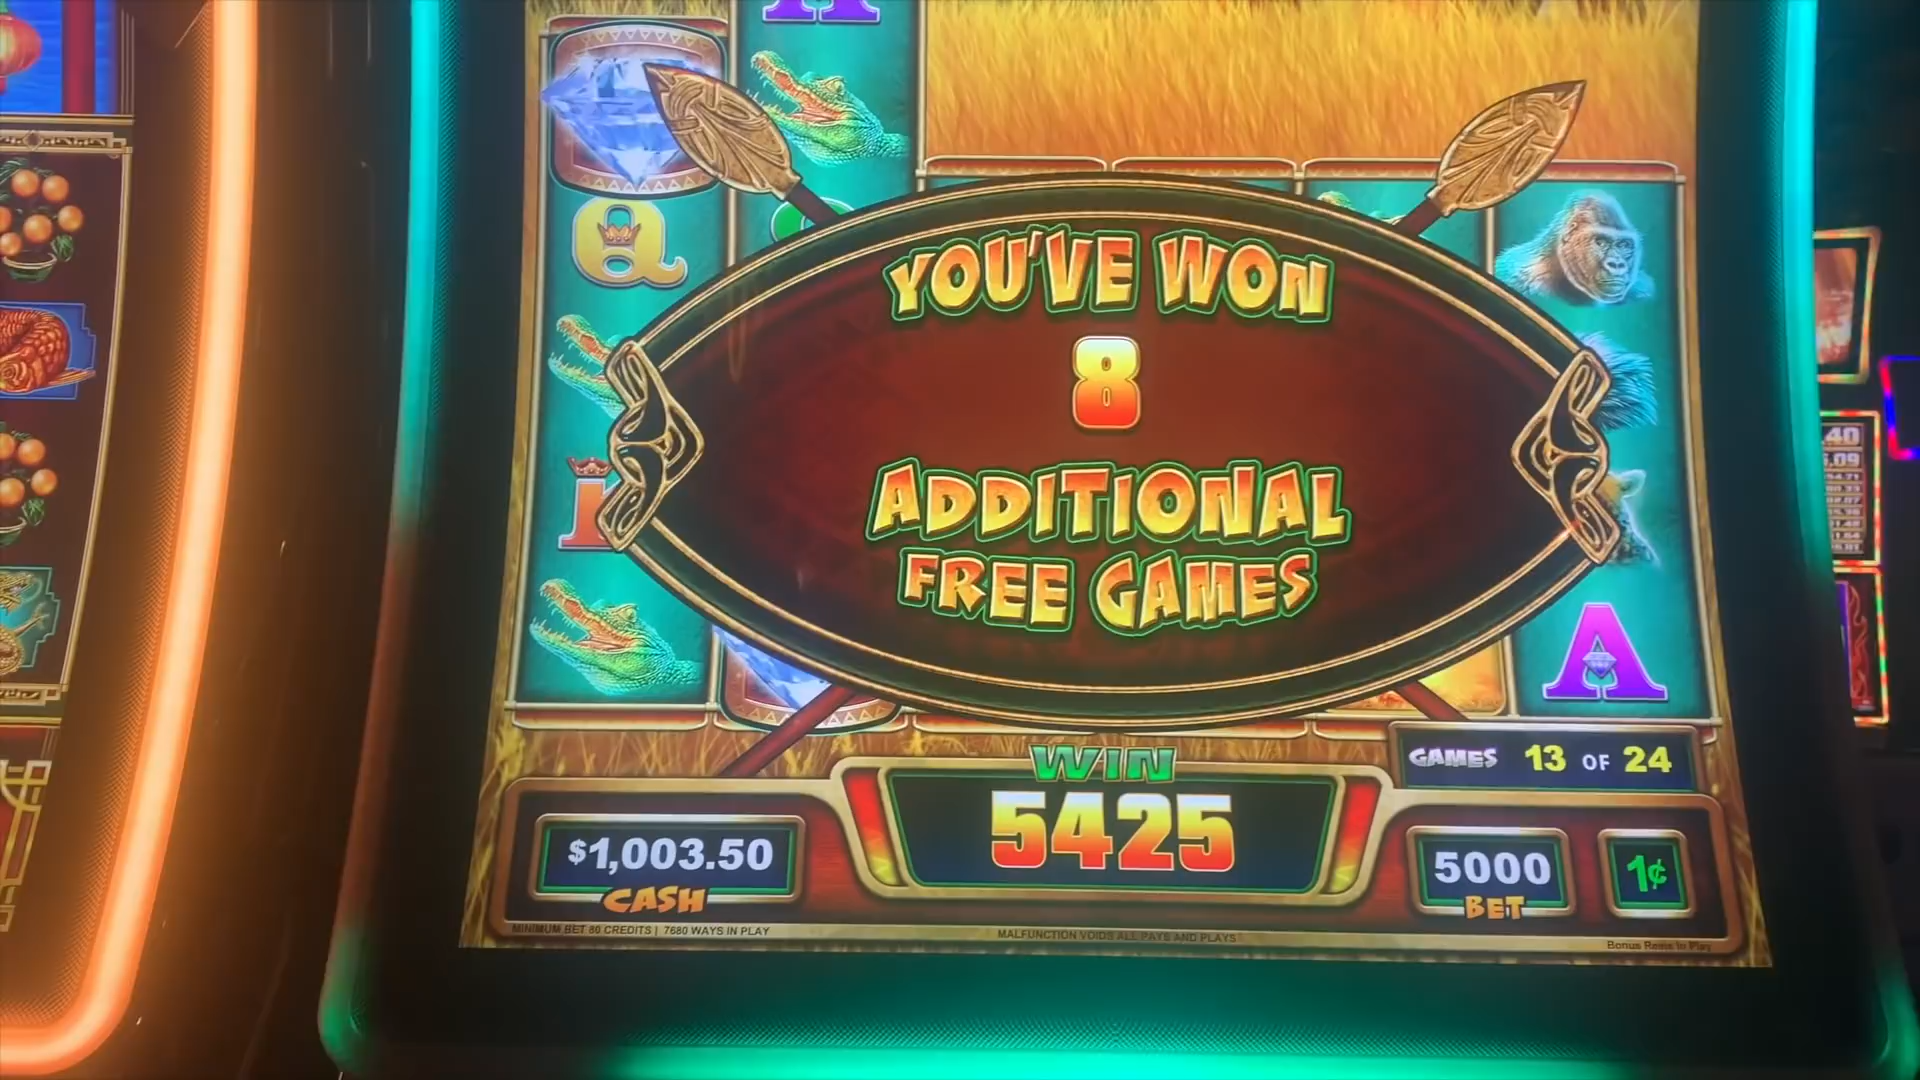 Q
YOU'VE WON
8
ADDITIONAL
FREE GAMES
A
WIN
GAMES 13 OF 24
5425
$1,003.50
CASH
5000
BET
1¢
MINIMUM BET 80 CREDITS | 7680 WAYS IN PLAY
MALFUNCTION VOIDS ALL PAYS AND PLAYS
Bonus Reels In Play